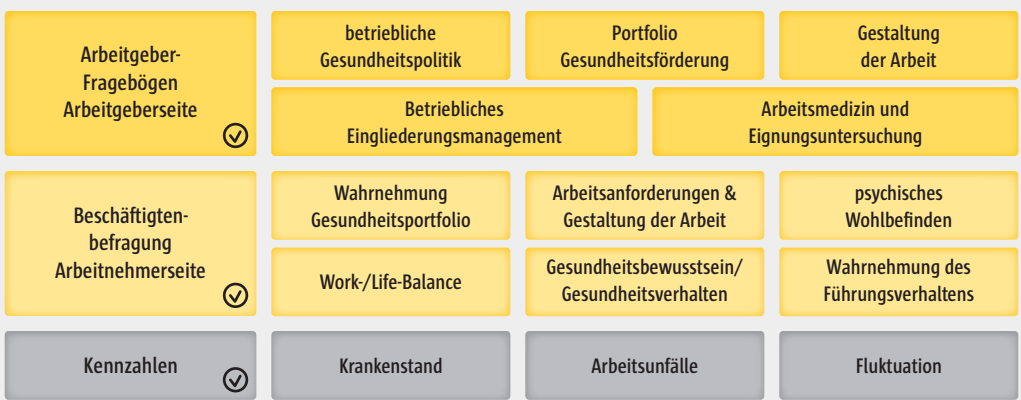 Arbeitgeber-
Fragebögen
Arbeitgeberseite
betriebliche
Gesundheitspolitik
Portfolio
Gesundheitsförderung
Gestaltung
der Arbeit
Betriebliches
Eingliederungsmanagement
Arbeitsmedizin und
Eignungsuntersuchung
Beschäftigten-
befragung
Arbeitnehmerseite
Wahrnehmung
Gesundheitsportfolio
Arbeitsanforderungen &
Gestaltung der Arbeit
psychisches
Wohlbefinden
Work-/Life-Balance
Gesundheitsbewusstsein/
Gesundheitsverhalten
Wahrnehmung des
Führungsverhaltens
Kennzahlen
Krankenstand
Arbeitsunfälle
Fluktuation